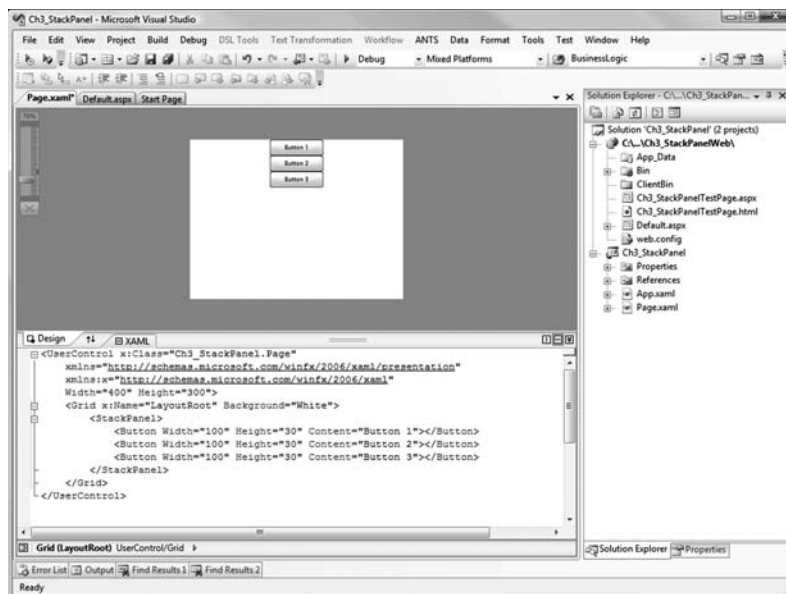 Ch3_StackPanel - Microsoft Visual Studio
File Edit View Project Build Debug DSL Tools Text Transformation Workflow ANTS Data Format Tools Test Window Help
Debug Mixed Platforms BusinessLogic
Page.xaml* Default.aspx Start Page
Button 1
Button 2
Button 3
Design XAML
<UserControl x:Class="Ch3_StackPanel.Page"
xmlns="http://schemas.microsoft.com/winfx/2006/xaml/presentation"
xmlns:x="http://schemas.microsoft.com/winfx/2006/xaml"
Width="400" Height="300">
<Grid x:Name="LayoutRoot" Background="White">
<StackPanel>
<Button Width="100" Height="30" Content="Button 1"></Button>
<Button Width="100" Height="30" Content="Button 2"></Button>
<Button Width="100" Height="30" Content="Button 3"></Button>
</StackPanel>
</Grid>
</UserControl>
Grid (LayoutRoot) UserControl/Grid
Solution Explorer - C:\...\Ch3_StackPan...
Solution 'Ch3_StackPanel' (2 projects)
C:\...\Ch3_StackPanelWeb\
App_Data
Bin
ClientBin
Ch3_StackPanelTestPage.aspx
Ch3_StackPanelTestPage.html
Default.aspx
web.config
Ch3_StackPanel
Properties
References
App.xaml
Page.xaml
Solution Explorer Properties
Error List Output Find Results 1 Find Results 2
Ready